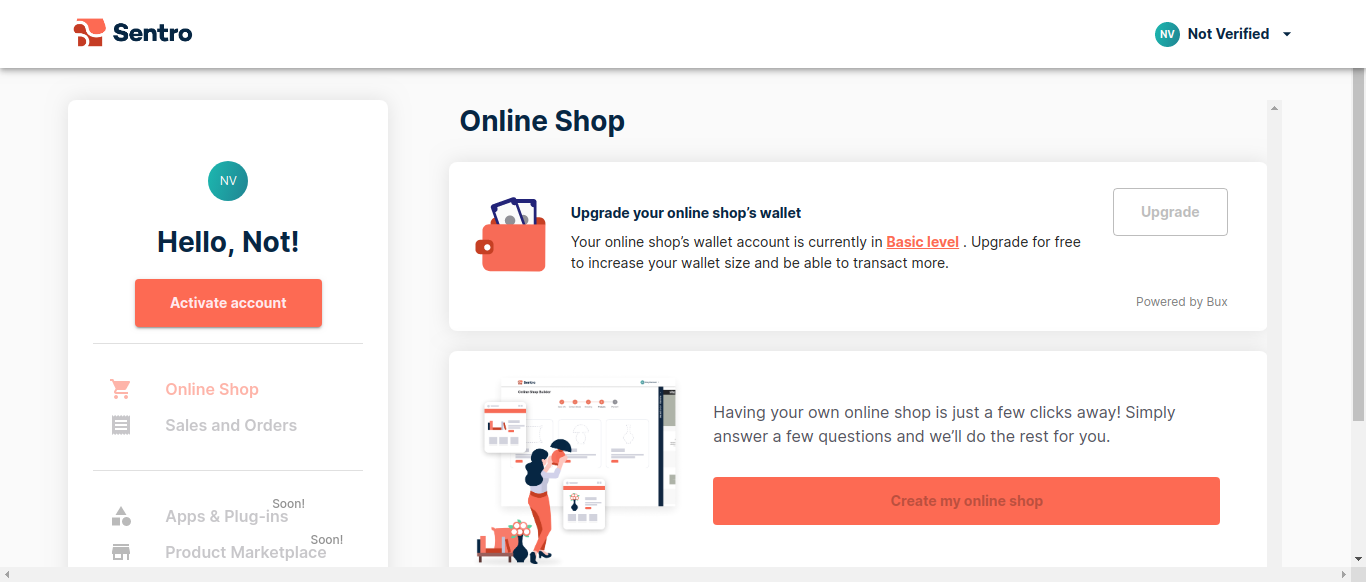 Sentro
NV
Not Verified
NV
Hello, Not!
Activate account
Online Shop
Sales and Orders
Soon!
Apps & Plug-ins
Soon!
Product Marketplace
Online Shop
Upgrade your online shop’s wallet
Your online shop’s wallet account is currently in Basic level . Upgrade for free
to increase your wallet size and be able to transact more.
Upgrade
Powered by Bux
Sentro
Online Shop Builder
Having your own online shop is just a few clicks away! Simply
answer a few questions and we’ll do the rest for you.
Create my online shop